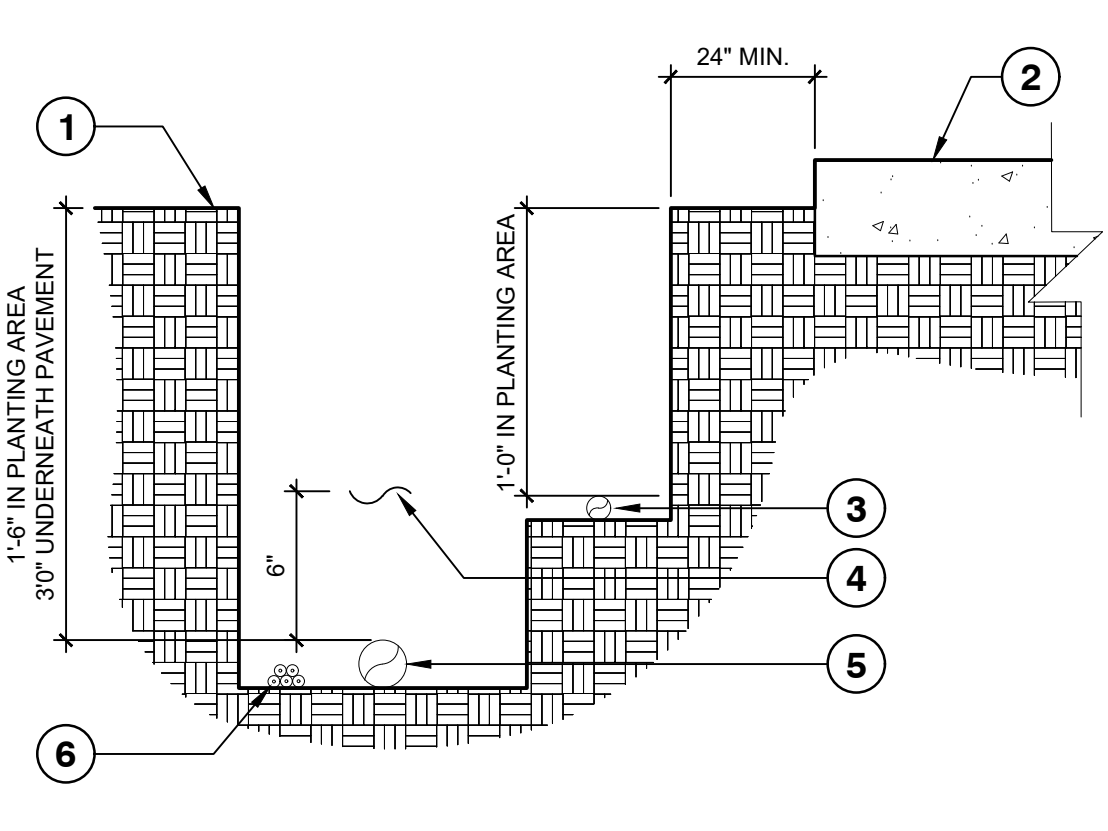 24" MIN.
2
1
1'-6" IN PLANTING AREA
3'0" UNDERNEATH PAVEMENT
1'-0" IN PLANTING AREA
3
6"
4
5
6